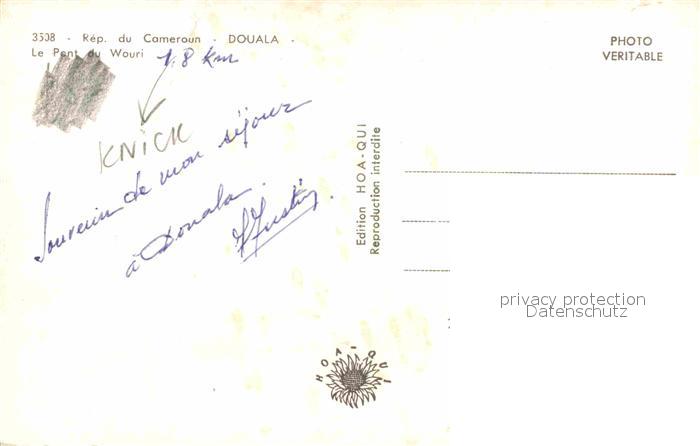 3508 - Rép. du Cameroun - DOUALA -
Le Pont du Wouri 1.8 Km
KNICK
Souvenir de mon séjour
à Douala.
Edition HOA-QUI
Reproduction interdite
PHOTO
VERITABLE
privacy protection
Datenschutz
HOA-QUI